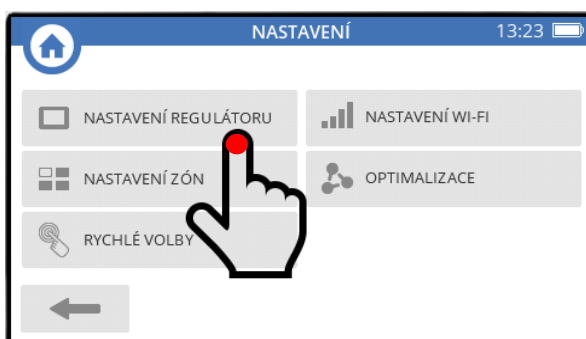 NASTAVENÍ 13:23
NASTAVENÍ REGULÁTORU
NASTAVENÍ WI-FI
NASTAVENÍ ZÓN
OPTIMALIZACE
RYCHLÉ VOLBY